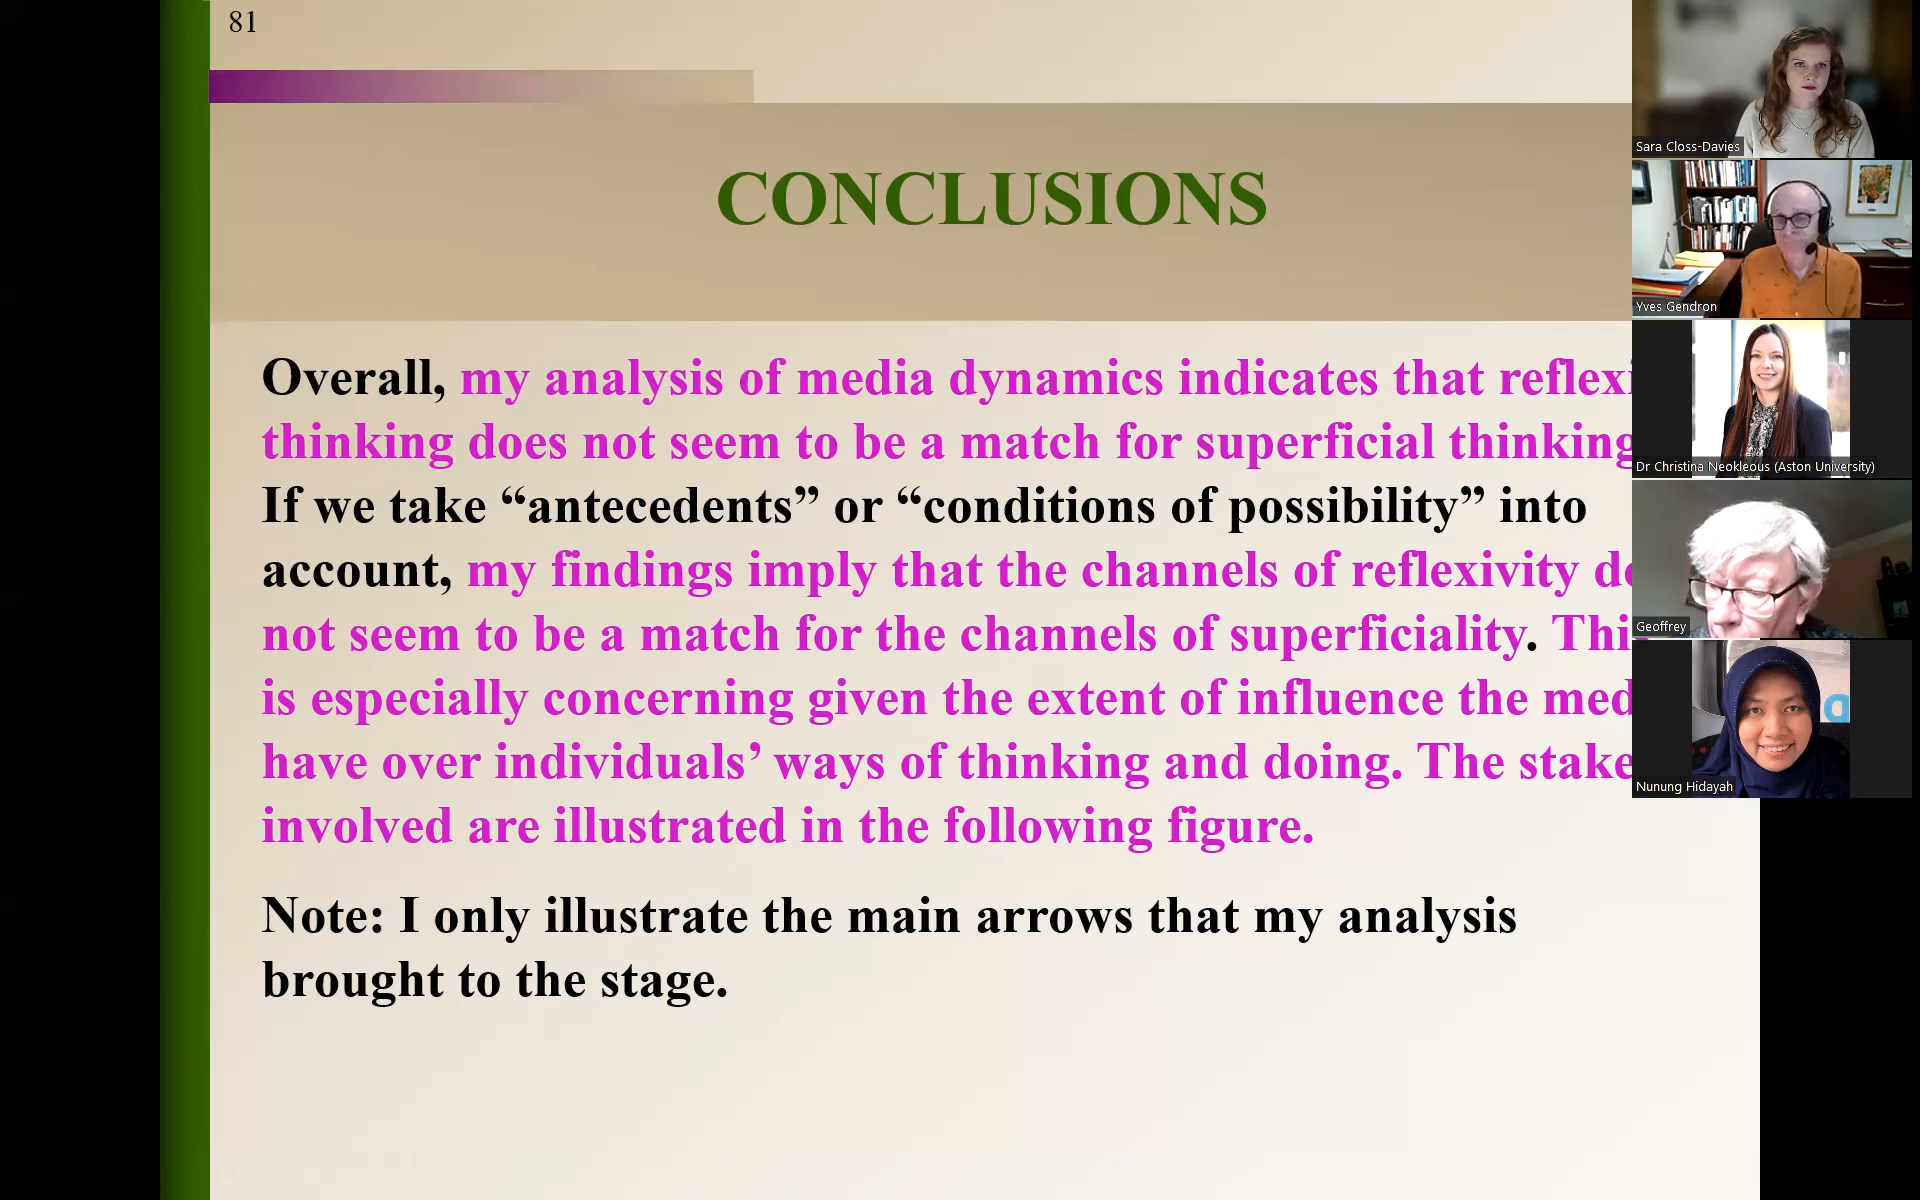 81
CONCLUSIONS
Overall, my analysis of media dynamics indicates that
thinking does not seem to be a match for superficial thinking
If we take “antecedents” or “conditions of possibility” into
account, my findings imply that the channels of reflexivity
not seem to be a match for the channels of superficiality.
is especially concerning given the extent of influence the
have over individuals’ ways of thinking and doing. The
involved are illustrated in the following figure.
Note: I only illustrate the main arrows that my analysis
brought to the stage.
Sara Closs-Davies
Yves Gendron
Dr Christina Neokleous (Aston University)
Geoffrey
Nunung Hidayah